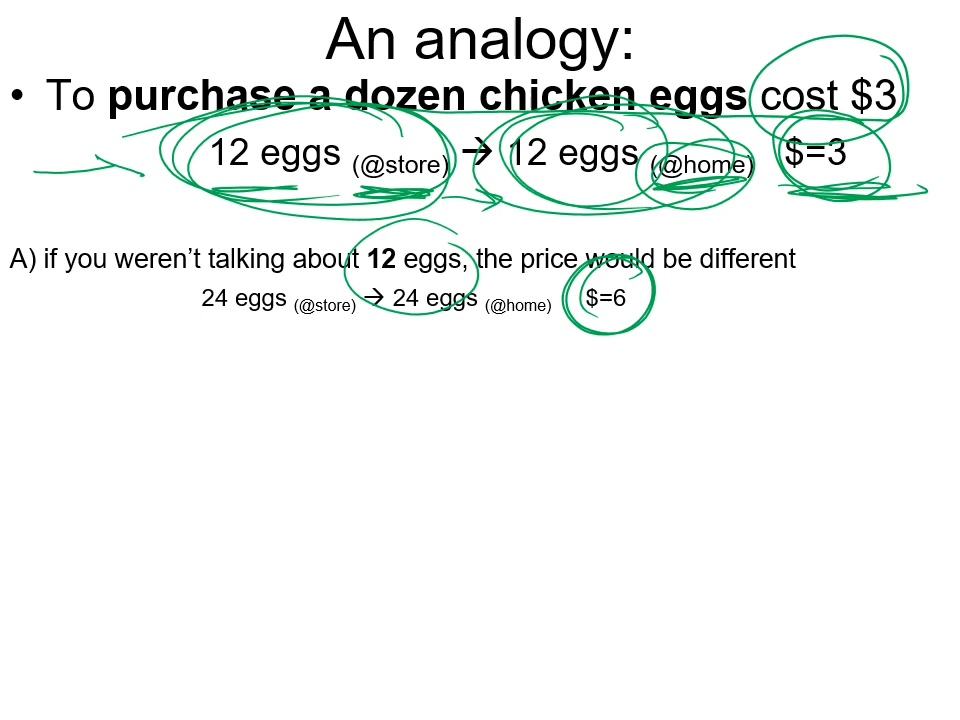 An analogy:
• To purchase a dozen chicken eggs cost $3
12 eggs (@store) → 12 eggs (@home) $=3
A) if you weren’t talking about 12 eggs, the price would be different
24 eggs (@store) → 24 eggs (@home) $=6